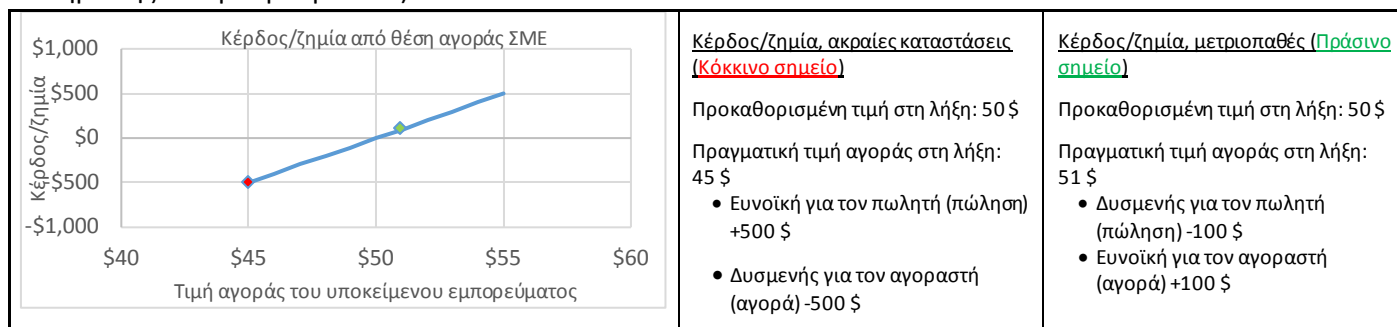 Κέρδος/ζημία από θέση αγοράς ΣΜΕ
Κέρδος/ζημία
$1,000
$500
$0
-$500
-$1,000
$40 $45 $50 $55 $60
Τιμή αγοράς του υποκείμενου εμπορεύματος
Κέρδος/ζημία, ακραίες καταστάσεις
(Κόκκινο σημείο)
Προκαθορισμένη τιμή στη λήξη: 50 $
Πραγματική τιμή αγοράς στη λήξη:
45 $
• Ευνοϊκή για τον πωλητή (πώληση)
+500 $
• Δυσμενής για τον αγοραστή
(αγορά) -500 $
Κέρδος/ζημία, μετριοπαθές (Πράσινο
σημείο)
Προκαθορισμένη τιμή στη λήξη: 50 $
Πραγματική τιμή αγοράς στη λήξη:
51 $
• Δυσμενής για τον πωλητή
(πώληση) -100 $
• Ευνοϊκή για τον αγοραστή
(αγορά) +100 $